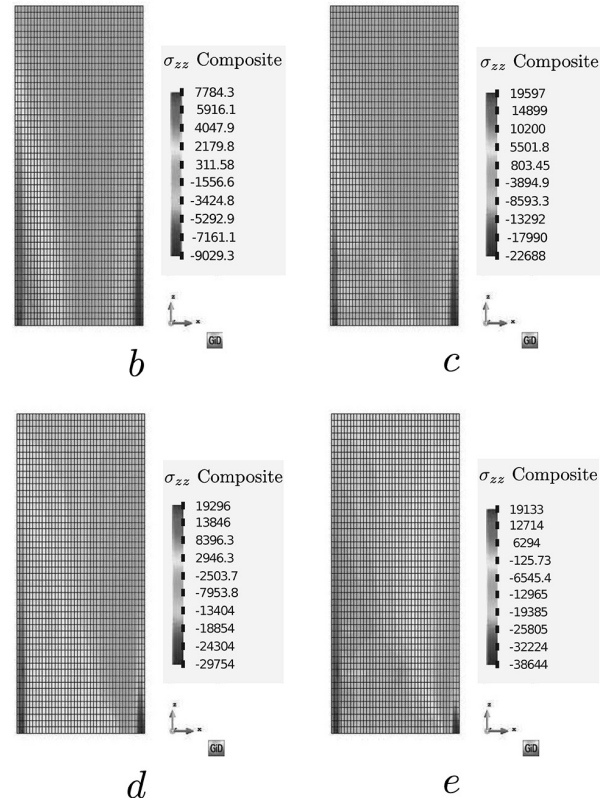 σzz Composite
7784.3
5916.1
4047.9
2179.8
311.58
-1556.6
-3424.8
-5292.9
-7161.1
-9029.3
z
x
GiD
b
σzz Composite
19597
14899
10200
5501.8
803.45
-3894.9
-8593.3
-13292
-17990
-22688
z
x
GiD
c
σzz Composite
19296
13846
8396.3
2946.3
-2503.7
-7953.8
-13404
-18854
-24304
-29754
z
x
GiD
d
σzz Composite
19133
12714
6294
-125.73
-6545.4
-12965
-19385
-25805
-32224
-38644
z
x
GiD
e